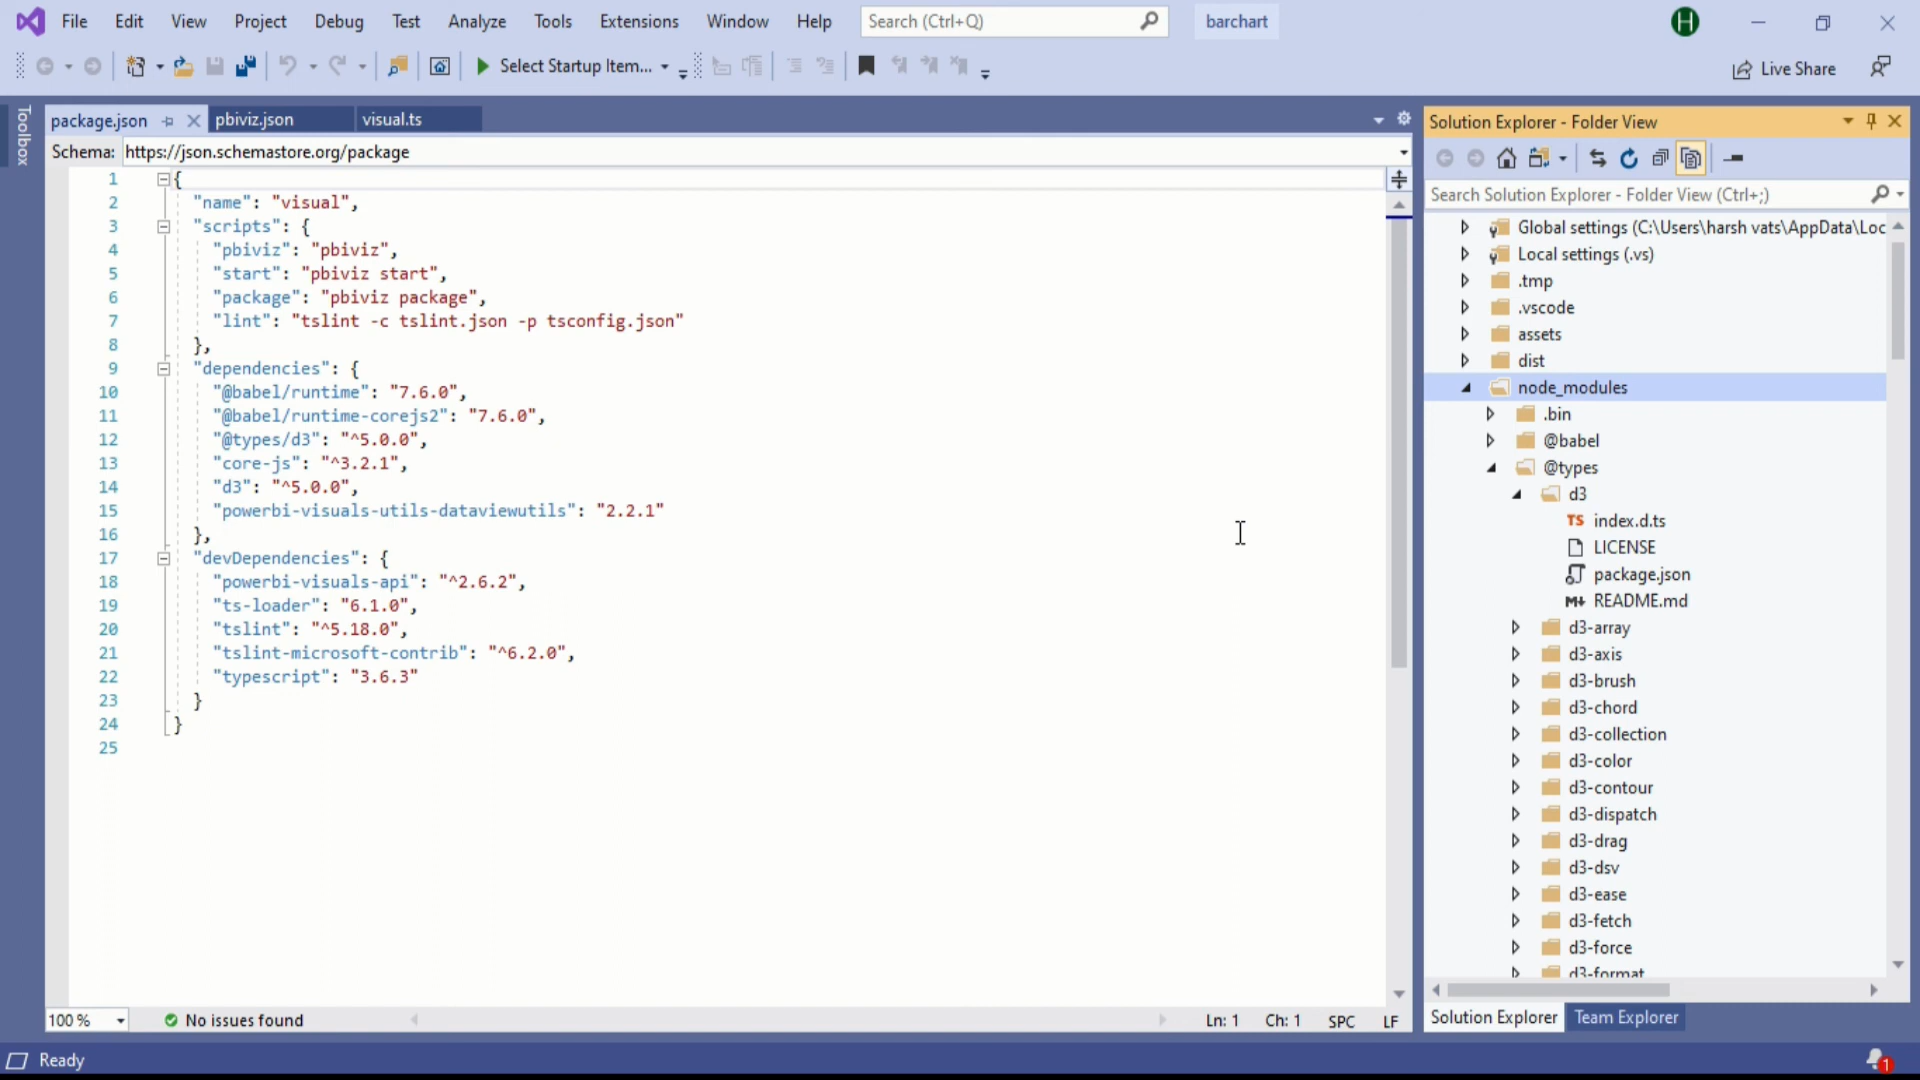 File Edit View Project Debug Test Analyze Tools Extensions Window Help Search (Ctrl+Q) barchart H
Select Startup Item... Live Share
Toolbox
package.json pbiviz.json visual.ts
Schema: https://json.schemastore.org/package
1 {
2 "name": "visual",
3 "scripts": {
4 "pbiviz": "pbiviz",
5 "start": "pbiviz start",
6 "package": "pbiviz package",
7 "lint": "tslint -c tslint.json -p tsconfig.json"
8 },
9 "dependencies": {
10 "@babel/runtime": "7.6.0",
11 "@babel/runtime-corejs2": "7.6.0",
12 "@types/d3": "^5.0.0",
13 "core-js": "^3.2.1",
14 "d3": "^5.0.0",
15 "powerbi-visuals-utils-dataviewutils": "2.2.1"
16 },
17 "devDependencies": {
18 "powerbi-visuals-api": "^2.6.2",
19 "ts-loader": "6.1.0",
20 "tslint": "^5.18.0",
21 "tslint-microsoft-contrib": "^6.2.0",
22 "typescript": "3.6.3"
23 }
24 }
25
100 % No issues found Ln: 1 Ch: 1 SPC LF
Solution Explorer - Folder View
Search Solution Explorer - Folder View (Ctrl+;)
Global settings (C:\Users\harsh vats\AppData\Loc
Local settings (.vs)
.tmp
.vscode
assets
dist
node_modules
.bin
@babel
@types
d3
TS index.d.ts
LICENSE
package.json
M↓ README.md
d3-array
d3-axis
d3-brush
d3-chord
d3-collection
d3-color
d3-contour
d3-dispatch
d3-drag
d3-dsv
d3-ease
d3-fetch
d3-force
d3-format
Solution Explorer Team Explorer
Ready 1